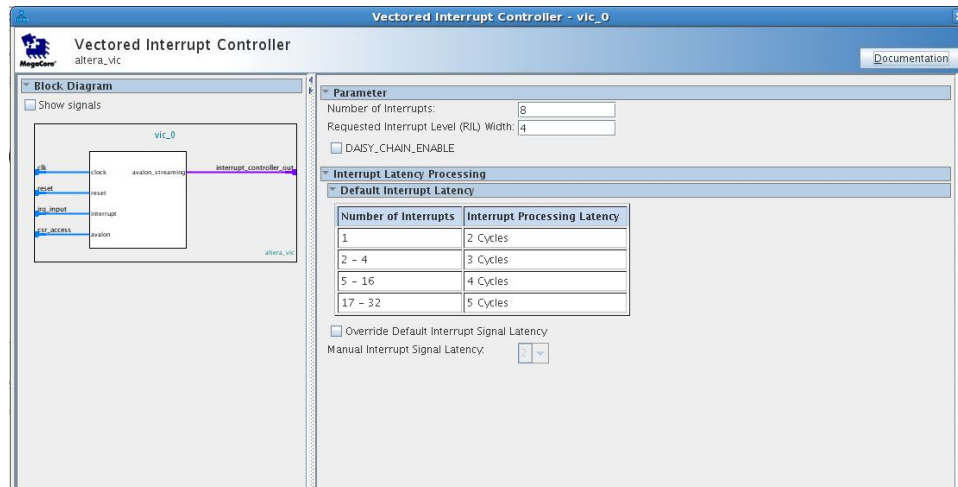 Vectored Interrupt Controller - vic_0
MegaCore'
Vectored Interrupt Controller
altera_vic
Documentation
Block Diagram
Show signals
vic_0
clk
clock
avalon_streaming
interrupt_controller_out
reset
reset
irq_input
interrupt
csr_access
avalon
altera_vic
Parameter
Number of Interrupts: 8
Requested Interrupt Level (RIL) Width: 4
DAISY_CHAIN_ENABLE
Interrupt Latency Processing
Default Interrupt Latency
Number of Interrupts Interrupt Processing Latency
1 2 Cycles
2 - 4 3 Cycles
5 - 16 4 Cycles
17 - 32 5 Cycles
Override Default Interrupt Signal Latency
Manual Interrupt Signal Latency: 2